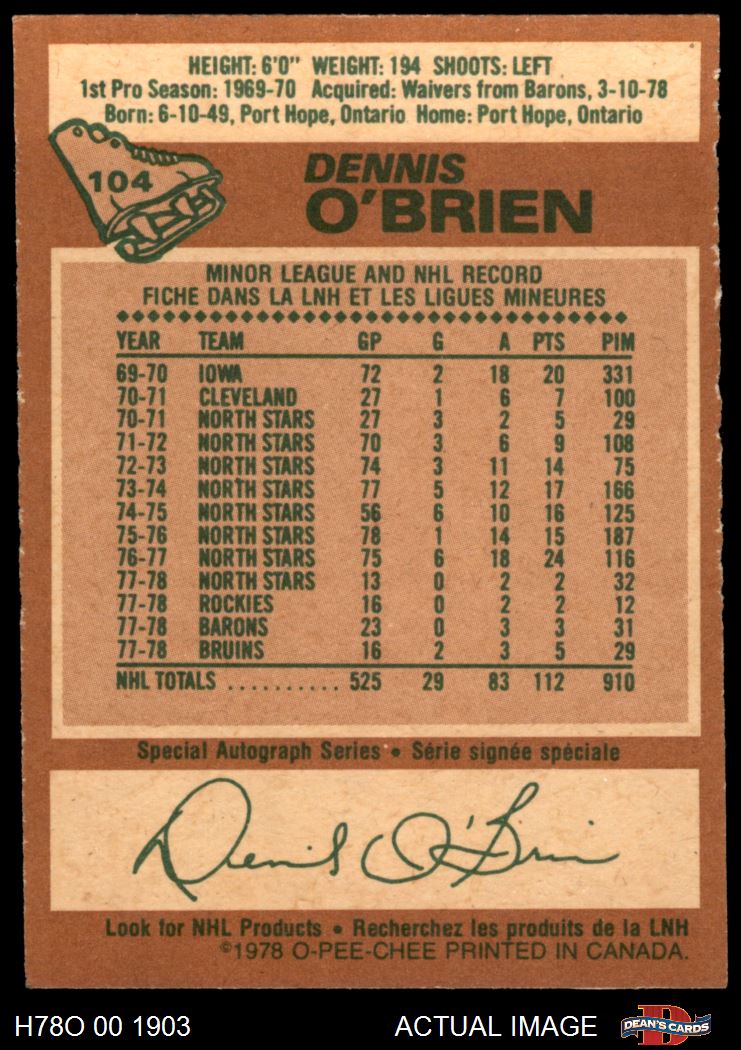 HEIGHT: 6'0" WEIGHT: 194 SHOOTS: LEFT
1st Pro Season: 1969-70 Acquired: Waivers from Barons, 3-10-78
Born: 6-10-49, Port Hope, Ontario Home: Port Hope, Ontario
104
DENNIS
O'BRIEN
MINOR LEAGUE AND NHL RECORD
FICHE DANS LA LNH ET LES LIGUES MINEURES
YEAR TEAM GP G A PTS PIM
69-70 IOWA 72 2 18 20 331
70-71 CLEVELAND 27 1 6 7 100
70-71 NORTH STARS 27 3 2 5 29
71-72 NORTH STARS 70 3 6 9 108
72-73 NORTH STARS 74 3 11 14 75
73-74 NORTH STARS 77 5 12 17 166
74-75 NORTH STARS 56 6 10 16 125
75-76 NORTH STARS 78 1 14 15 187
76-77 NORTH STARS 75 6 18 24 116
77-78 NORTH STARS 13 0 2 2 32
77-78 ROCKIES 16 0 2 2 12
77-78 BARONS 23 0 3 3 31
77-78 BRUINS 16 2 3 5 29
NHL TOTALS .......... 525 29 83 112 910
Special Autograph Series • Série signée spéciale
Dennis O'Brien
Look for NHL Products • Recherchez les produits de la LNH
©1978 O-PEE-CHEE PRINTED IN CANADA.
H78O 00 1903 ACTUAL IMAGE
D
DEAN'S CARDS